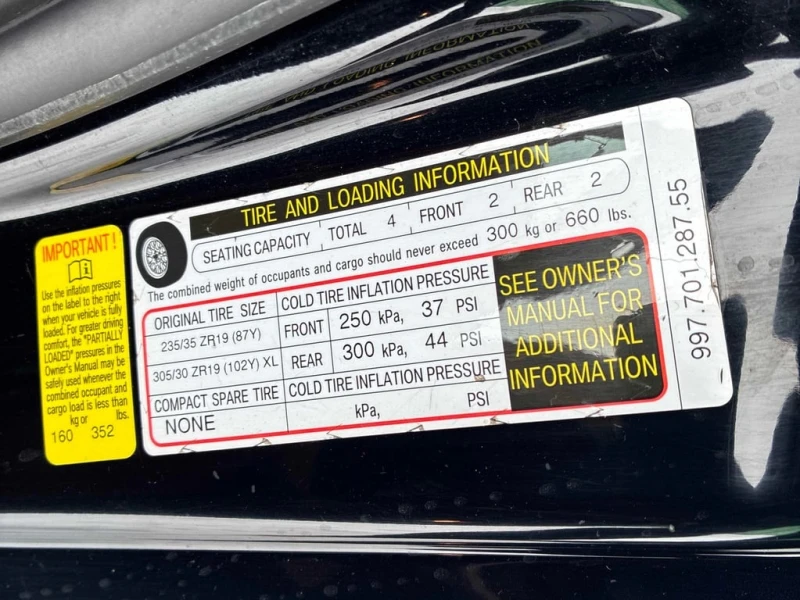 IMPORTANT!
Use the inflation pressures
on the label to the right
when your vehicle is fully
loaded. For greater driving
comfort, the "PARTIALLY
LOADED" pressures in the
Owner's Manual may be
safely used whenever the
combined occupant and
cargo load is less than
kg or lbs.
160 352
TIRE AND LOADING INFORMATION
SEATING CAPACITY TOTAL 4 FRONT 2 REAR 2
The combined weight of occupants and cargo should never exceed 300 kg or 660 lbs.
ORIGINAL TIRE SIZE COLD TIRE INFLATION PRESSURE
235/35 ZR19 (87Y) FRONT 250 kPa, 37 PSI
305/30 ZR19 (102Y) XL REAR 300 kPa, 44 PSI
COMPACT SPARE TIRE COLD TIRE INFLATION PRESSURE
NONE kPa, PSI
SEE OWNER'S
MANUAL FOR
ADDITIONAL
INFORMATION
997.701.287.55